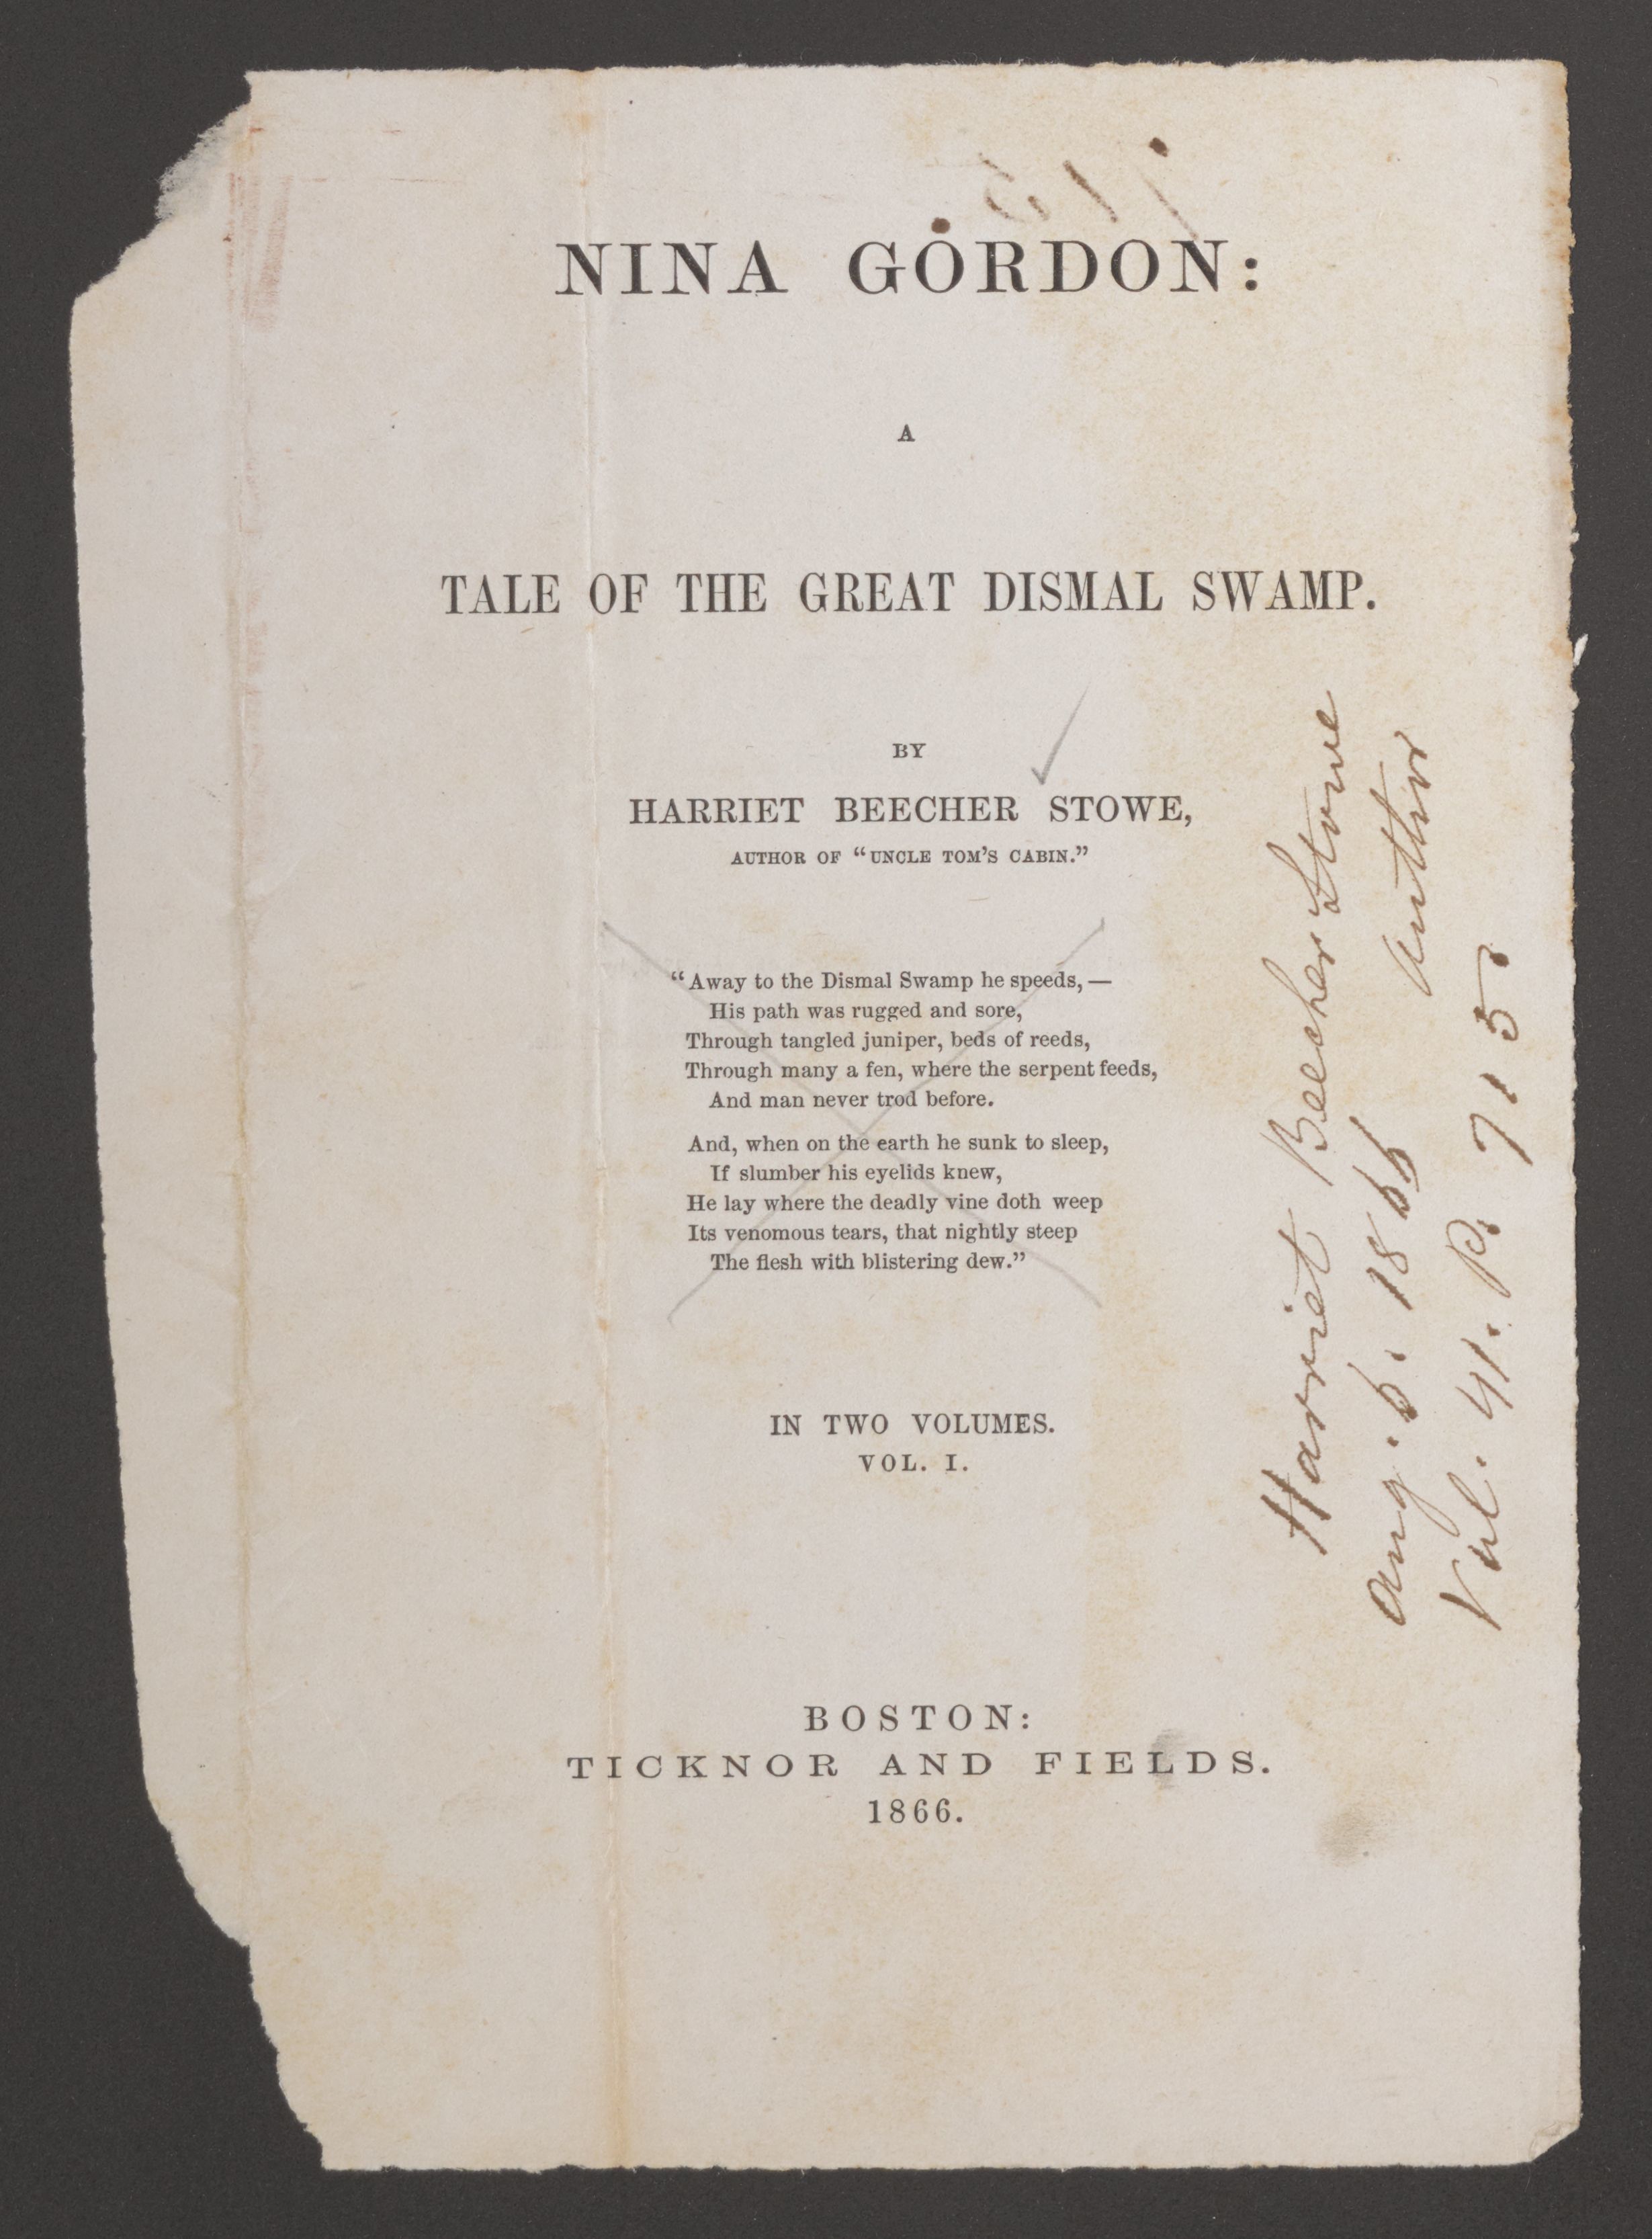 NINA GORDON:
A
TALE OF THE GREAT DISMAL SWAMP.
BY
HARRIET BEECHER STOWE,
AUTHOR OF “UNCLE TOM’S CABIN.”
“Away to the Dismal Swamp he speeds, —
His path was rugged and sore,
Through tangled juniper, beds of reeds,
Through many a fen, where the serpent feeds,
And man never trod before.
And, when on the earth he sunk to sleep,
If slumber his eyelids knew,
He lay where the deadly vine doth weep
Its venomous tears, that nightly steep
The flesh with blistering dew.”
IN TWO VOLUMES.
VOL. I.
BOSTON:
TICKNOR AND FIELDS.
1866.
Harriet Beecher Stowe
Author
Aug. 6. 1866
Vol. 41. P. 715